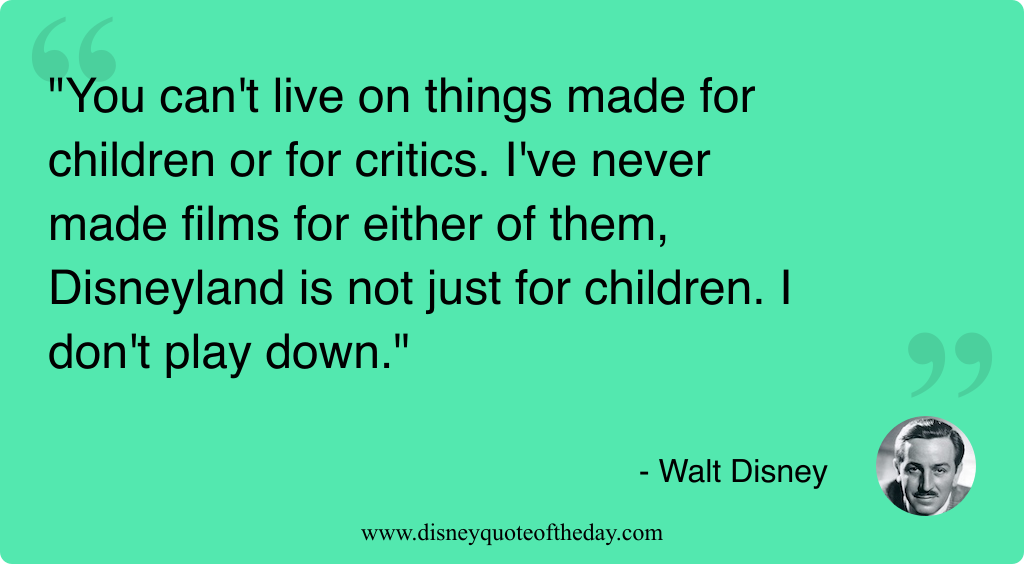 "You can't live on things made for
children or for critics. I've never
made films for either of them,
Disneyland is not just for children. I
don't play down."
- Walt Disney
www.disneyquoteoftheday.com